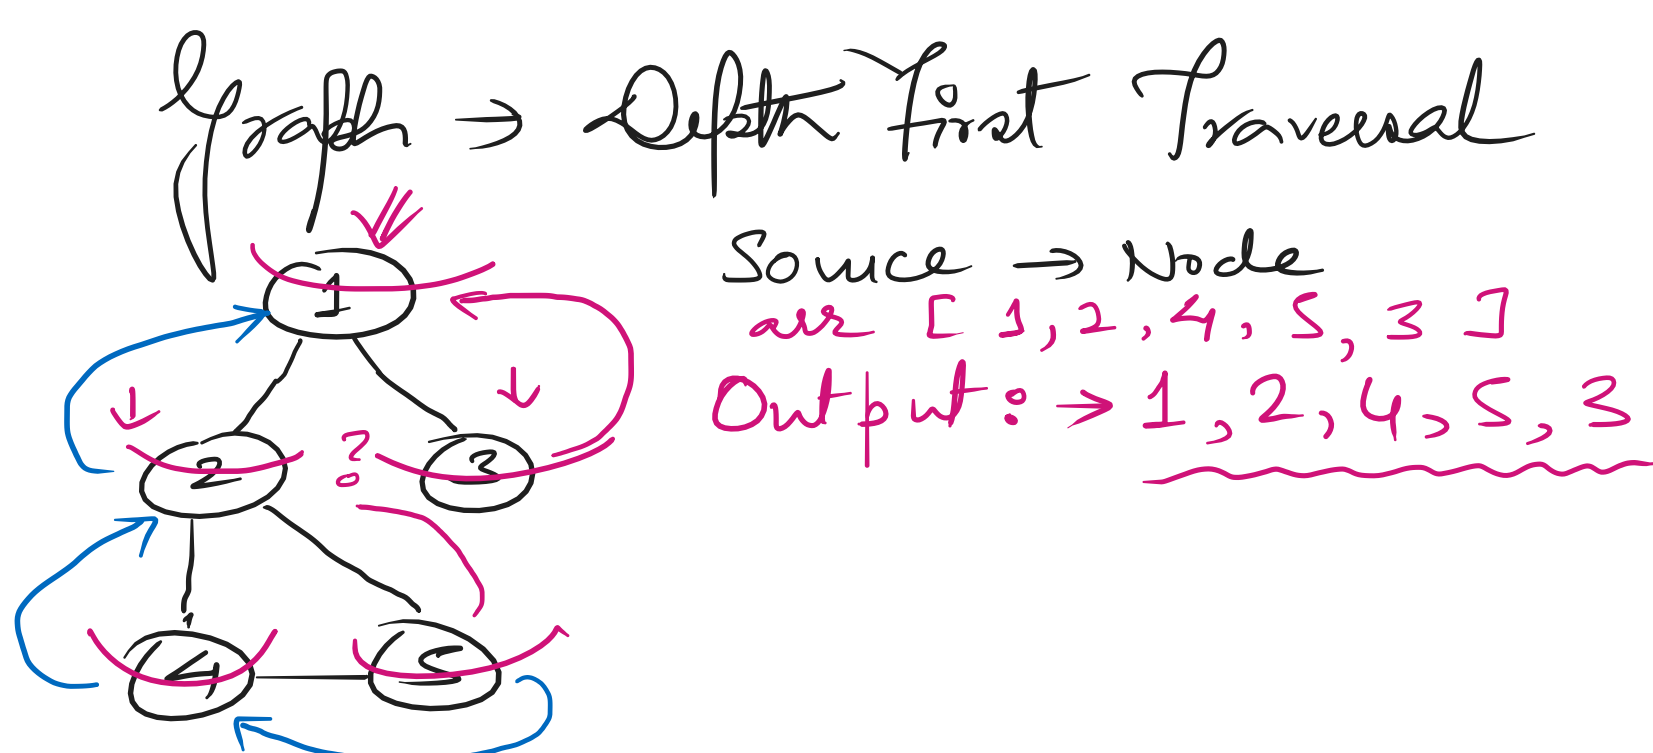 Graph → Depth First Traversal
Source → Node
arr [ 1, 2, 4, 5, 3 ]
Output: → 1, 2, 4, 5, 3
1
2
?
3
4
5